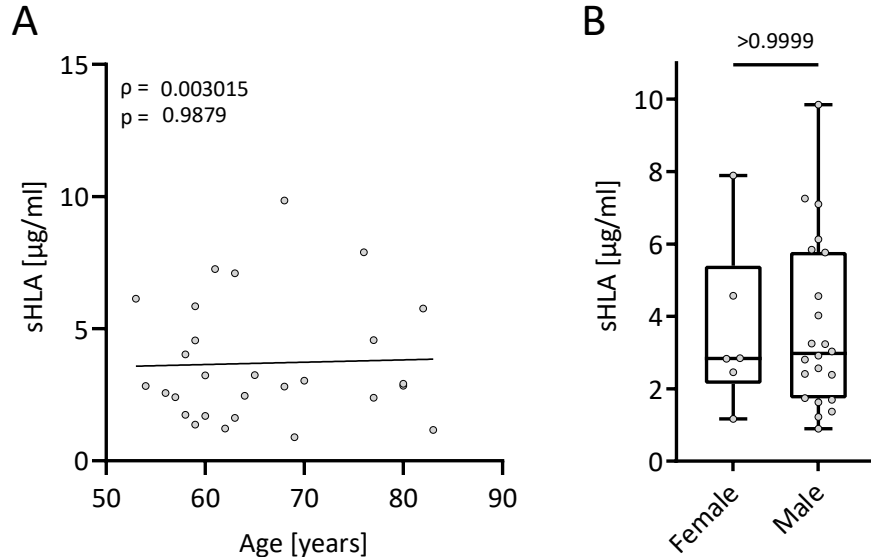 A
ρ = 0.003015
p = 0.9879
15
10
5
0
sHLA [µg/ml]
50 60 70 80 90
Age [years]
B
>0.9999
10
8
6
4
2
0
sHLA [µg/ml]
Female Male